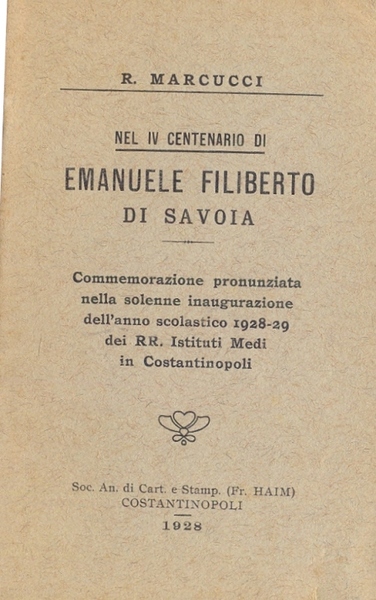 R. MARCUCCI
NEL IV CENTENARIO DI
EMANUELE FILIBERTO
DI SAVOIA
Commemorazione pronunziata
nella solenne inaugurazione
dell'anno scolastico 1928-29
dei RR. Istituti Medi
in Costantinopoli
Soc. An. di Cart. e Stamp. (Fr. HAIM)
COSTANTINOPOLI
1928